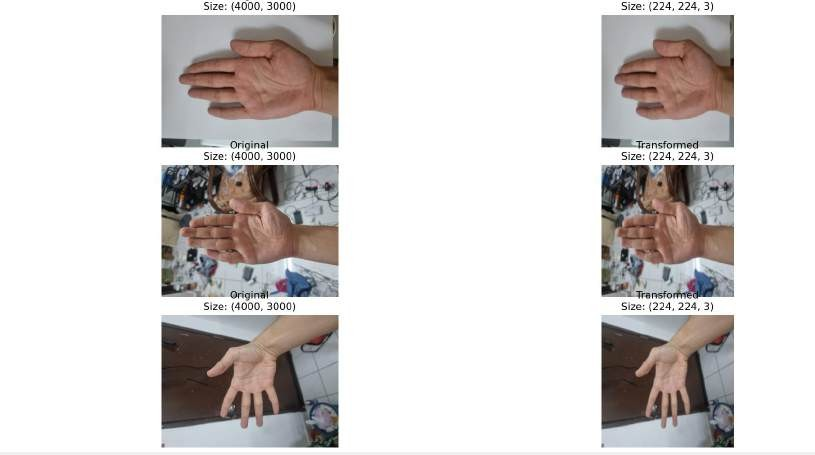 Size: (4000, 3000)
Size: (224, 224, 3)
Original
Size: (4000, 3000)
Transformed
Size: (224, 224, 3)
Original
Size: (4000, 3000)
Transformed
Size: (224, 224, 3)